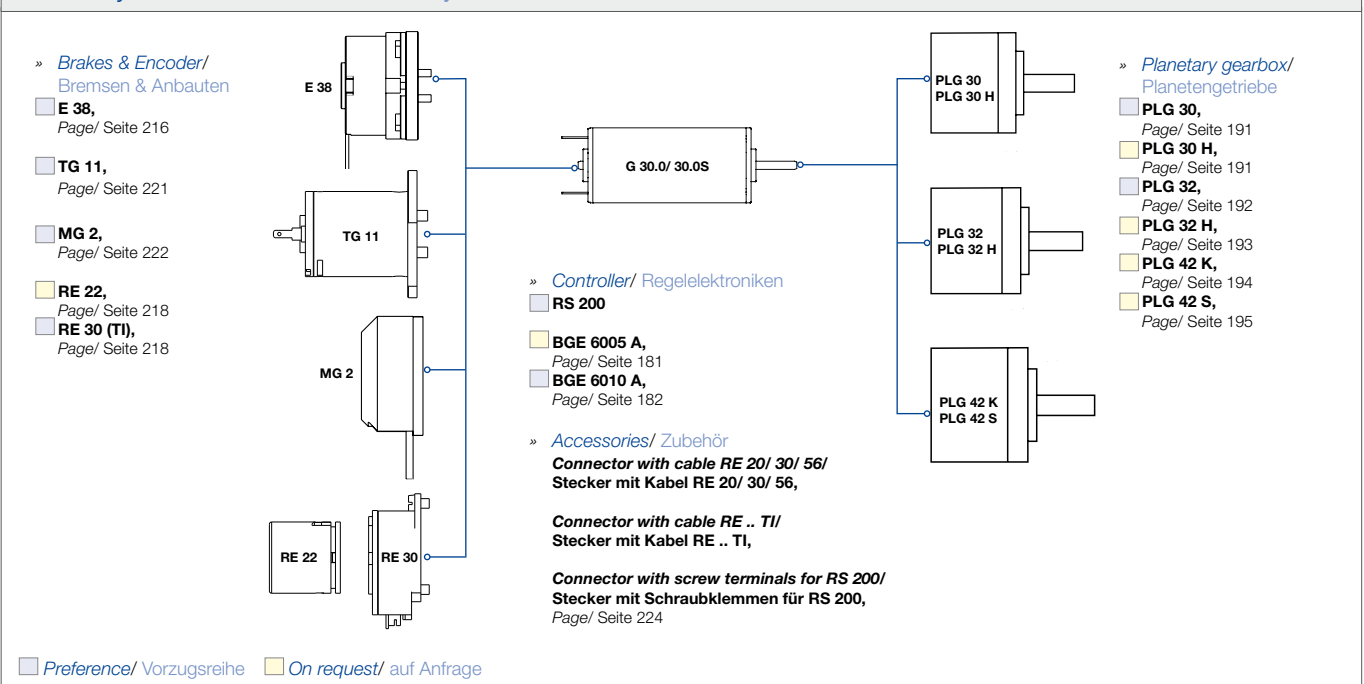 » Brakes & Encoder/
Bremsen & Anbauten
E 38,
Page/ Seite 216
TG 11,
Page/ Seite 221
MG 2,
Page/ Seite 222
RE 22,
Page/ Seite 218
RE 30 (TI),
Page/ Seite 218
E 38
TG 11
MG 2
RE 22
RE 30
G 30.0/ 30.0S
» Controller/ Regelelektroniken
RS 200
BGE 6005 A,
Page/ Seite 181
BGE 6010 A,
Page/ Seite 182
» Accessories/ Zubehör
Connector with cable RE 20/ 30/ 56/
Stecker mit Kabel RE 20/ 30/ 56,
Connector with cable RE .. TI/
Stecker mit Kabel RE .. TI,
Connector with screw terminals for RS 200/
Stecker mit Schraubklemmen für RS 200,
Page/ Seite 224
PLG 30
PLG 30 H
PLG 32
PLG 32 H
PLG 42 K
PLG 42 S
» Planetary gearbox/
Planetengetriebe
PLG 30,
Page/ Seite 191
PLG 30 H,
Page/ Seite 191
PLG 32,
Page/ Seite 192
PLG 32 H,
Page/ Seite 193
PLG 42 K,
Page/ Seite 194
PLG 42 S,
Page/ Seite 195
Preference/ Vorzugsreihe
On request/ auf Anfrage